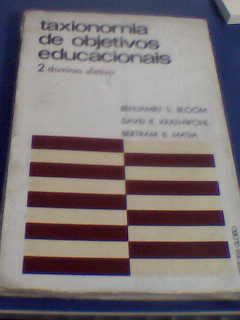 taxionomia
de objetivos
educacionais
2 domínio afetivo
BENJAMIN S. BLOOM
DAVID R. KRATHWOHL
BERTRAM B. MASIA